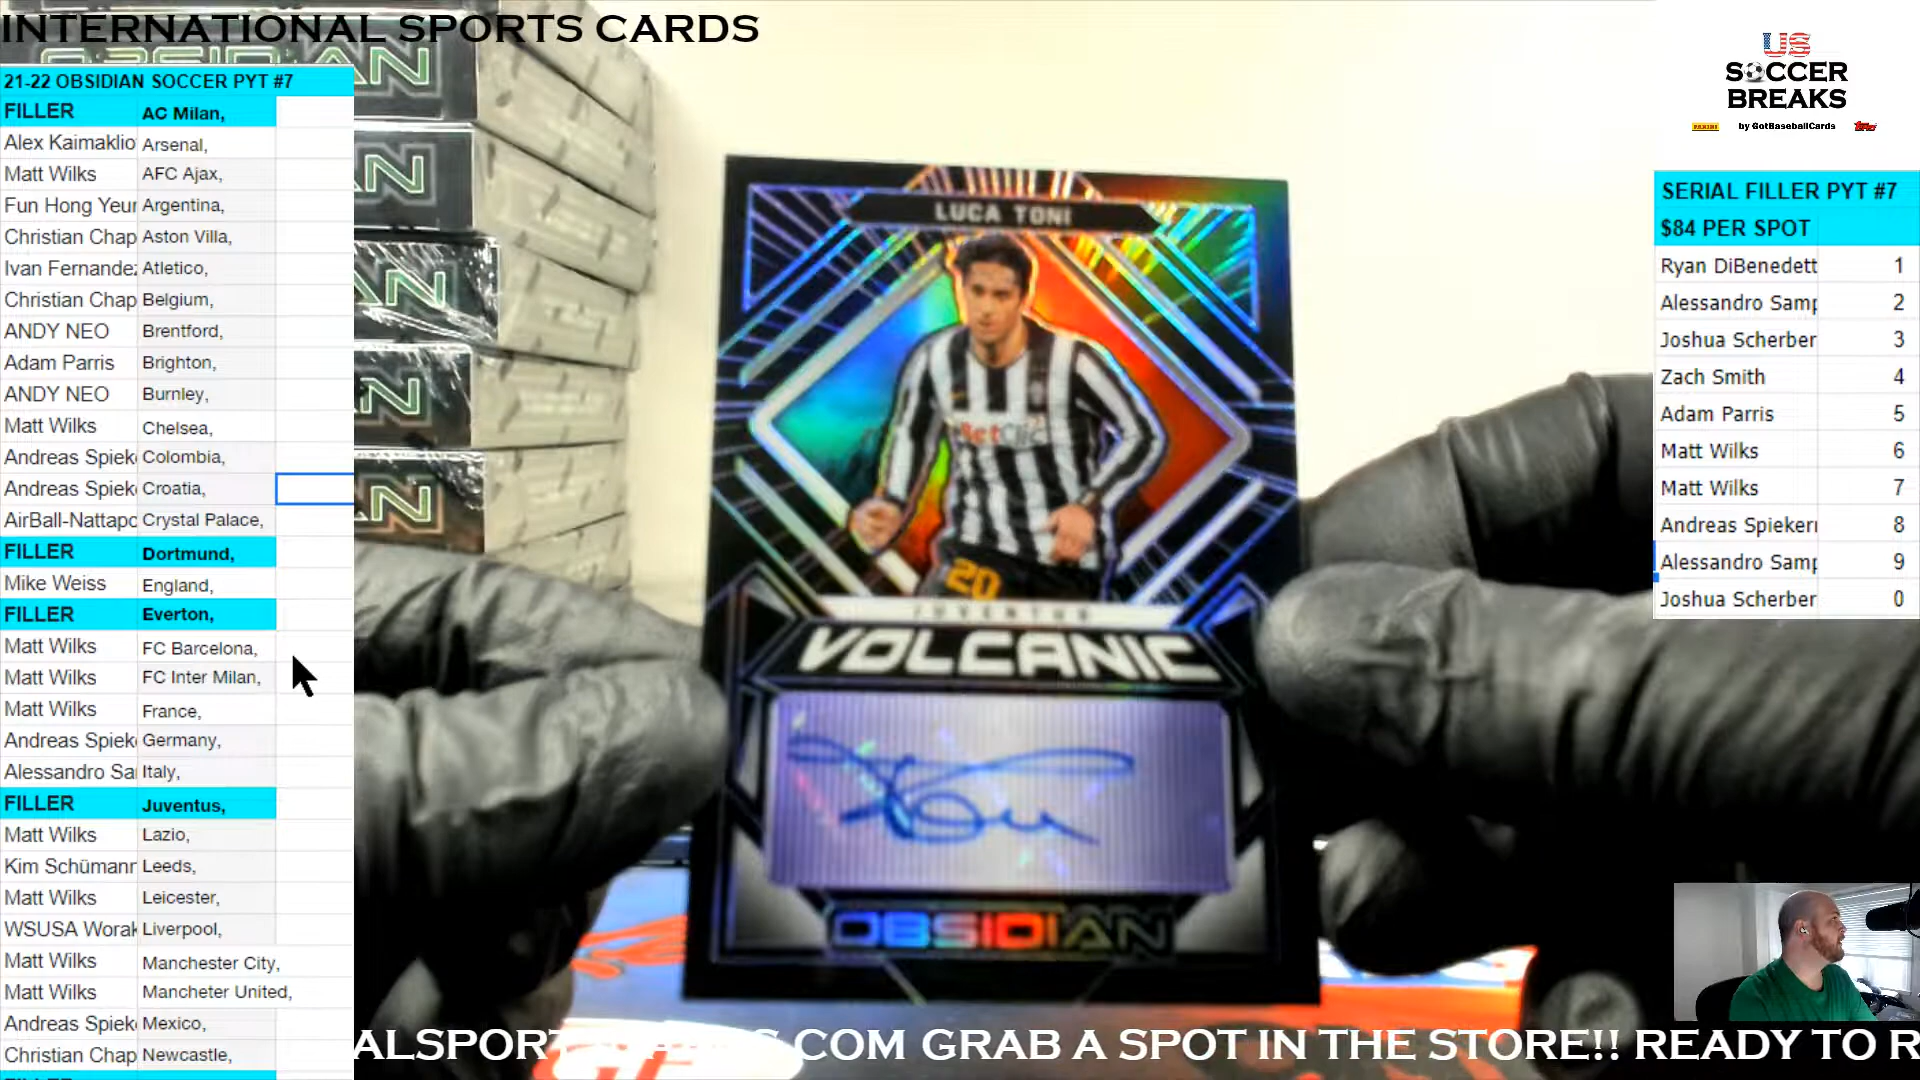 INTERNATIONAL SPORTS CARDS
21-22 OBSIDIAN SOCCER PYT #7
FILLER AC Milan,
Alex Kaimaklio Arsenal,
Matt Wilks AFC Ajax,
Fun Hong Yeur Argentina,
Christian Chap Aston Villa,
Ivan Fernandez Atletico,
Christian Chap Belgium,
ANDY NEO Brentford,
Adam Parris Brighton,
ANDY NEO Burnley,
Matt Wilks Chelsea,
Andreas Spiek Colombia,
Andreas Spiek Croatia,
AirBall-Nattapo Crystal Palace,
FILLER Dortmund,
Mike Weiss England,
FILLER Everton,
Matt Wilks FC Barcelona,
Matt Wilks FC Inter Milan,
Matt Wilks France,
Andreas Spiek Germany,
Alessandro Sa Italy,
FILLER Juventus,
Matt Wilks Lazio,
Kim Schümann Leeds,
Matt Wilks Leicester,
WSUSA Worak Liverpool,
Matt Wilks Manchester City,
Matt Wilks Mancheter United,
Andreas Spiek Mexico,
Christian Chap Newcastle,
LUCA TONI
BetClic
20
JUVENTUS
VOLCANIC
OBSIDIAN
US
SOCCER
BREAKS
PANINI by GotBaseballCards Topps
SERIAL FILLER PYT #7
$84 PER SPOT
Ryan DiBenedett 1
Alessandro Samp 2
Joshua Scherber 3
Zach Smith 4
Adam Parris 5
Matt Wilks 6
Matt Wilks 7
Andreas Spieker 8
Alessandro Samp 9
Joshua Scherber 0
ALSPORT .COM GRAB A SPOT IN THE STORE!! READY TO R